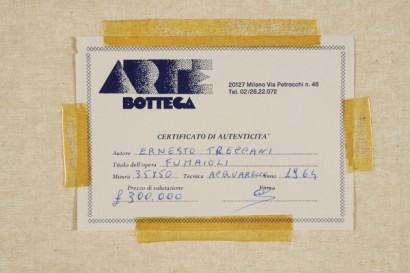 ARTE
BOTTEGA
20127 Milano Via Petrocchi n. 48
Tel. 02/28.22.072
CERTIFICATO DI AUTENTICITA'
Autore ERNESTO TRECCANI
Titolo dell'opera FUMAIOLI
Misura 35X50 Tecnica ACQUARELLO Anno 1964
Prezzo di valutazione Firma
£ 300.000